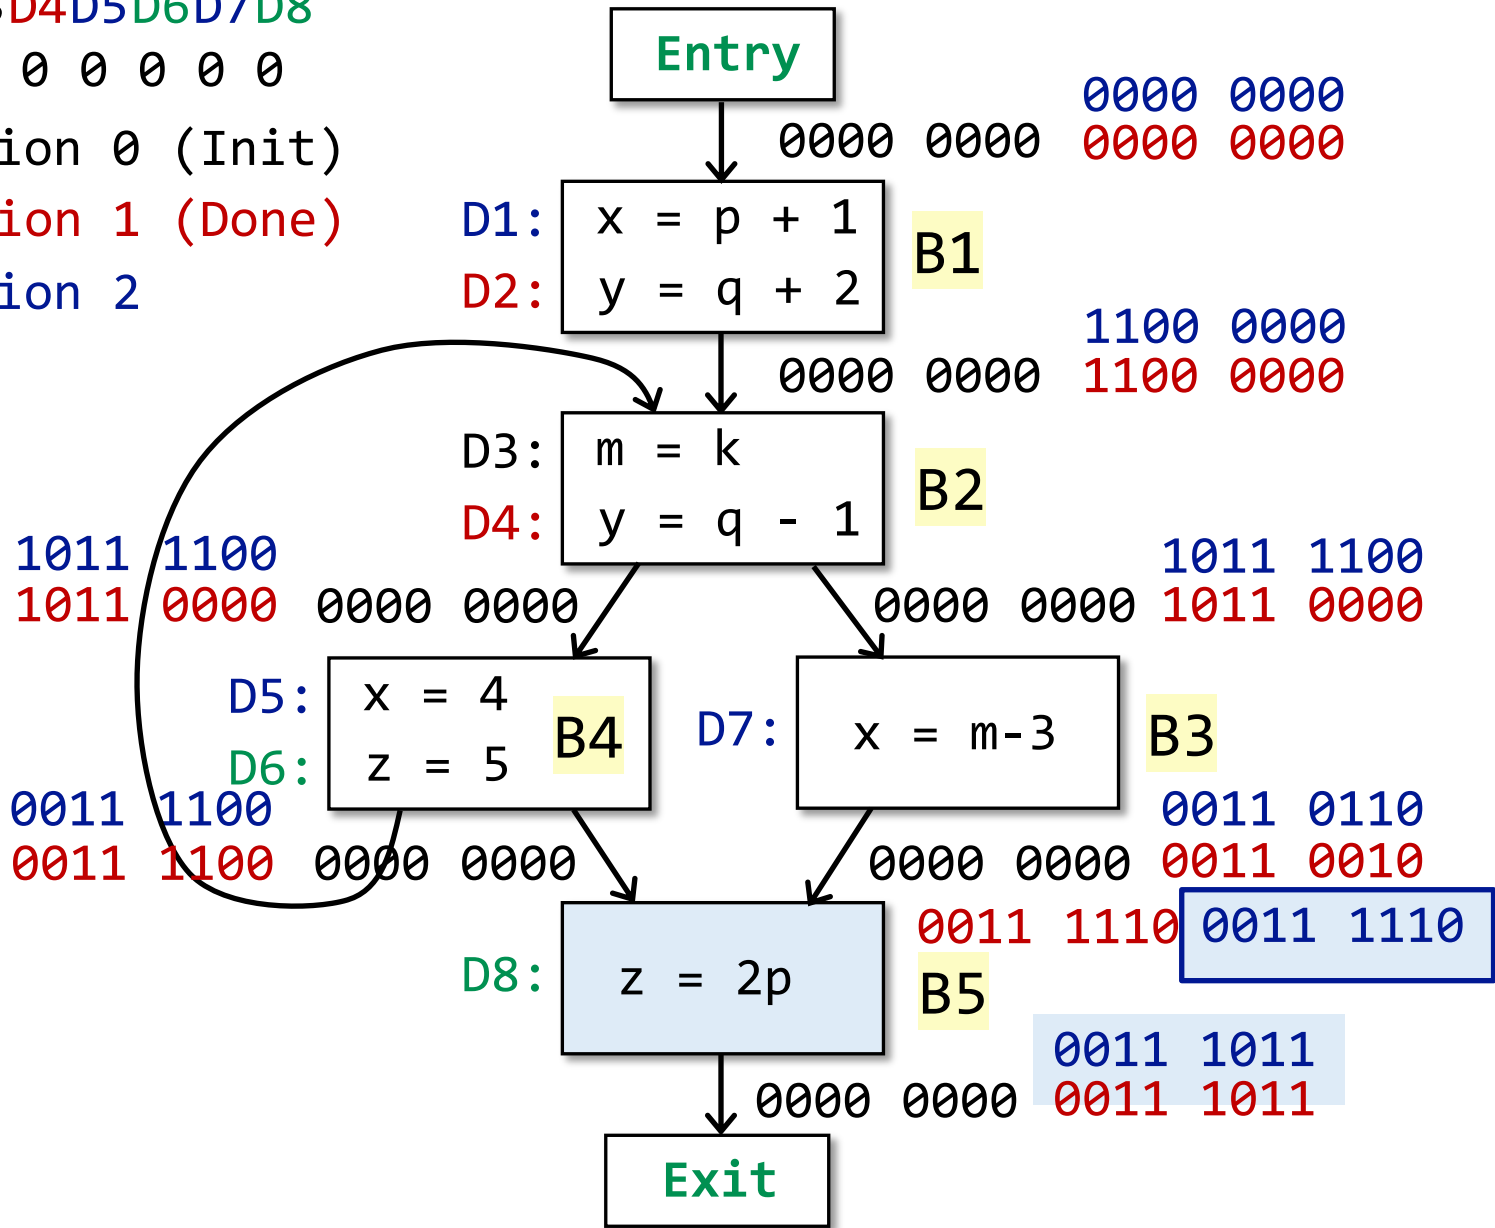 D4D5D6D7D8
0 0 0 0 0
ion 0 (Init)
ion 1 (Done)
ion 2
Entry
0000 0000
0000 0000 0000 0000
D1: x = p + 1
D2: y = q + 2
B1
1100 0000
0000 0000 1100 0000
D3: m = k
D4: y = q - 1
B2
1011 1100
1011 0000 0000 0000
1011 1100
0000 0000 1011 0000
D5: x = 4
D6: z = 5
B4
D7: x = m-3
B3
0011 1100
0011 1100 0000 0000
0011 0110
0000 0000 0011 0010
0011 1110 0011 1110
D8: z = 2p
B5
0011 1011
0000 0000 0011 1011
Exit